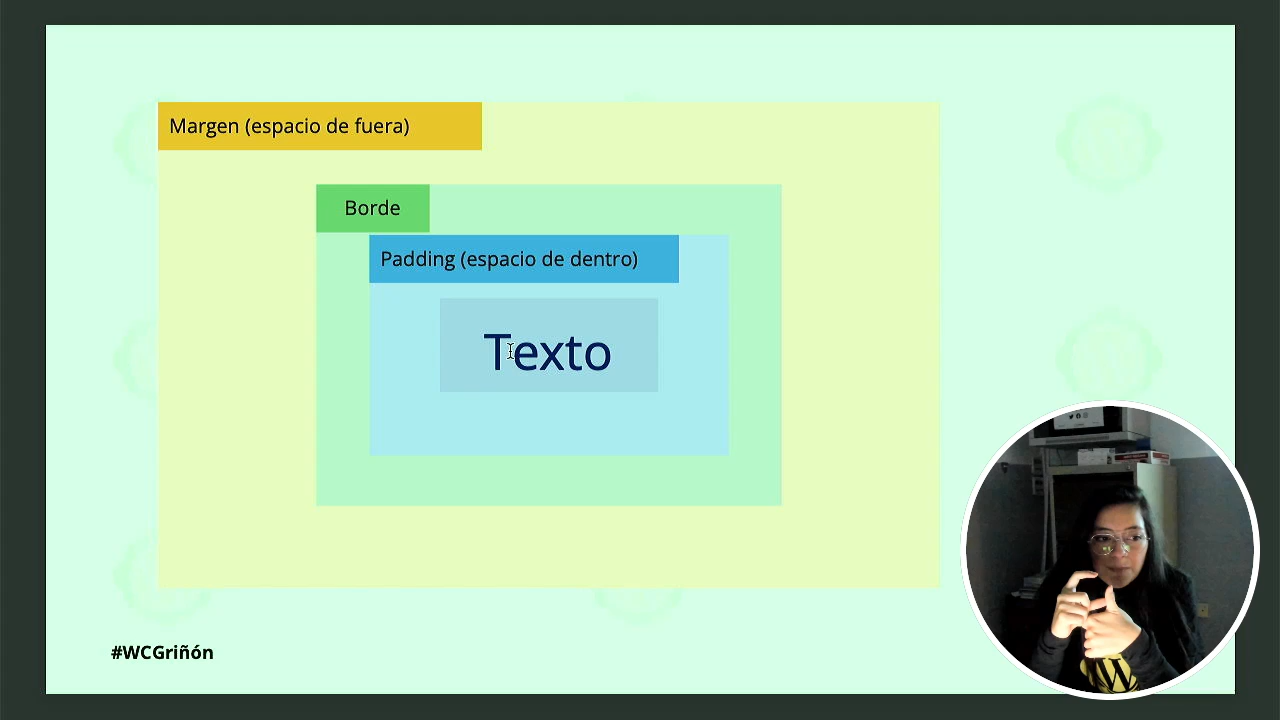 Margen (espacio de fuera)
Borde
Padding (espacio de dentro)
Texto
#WCGriñón